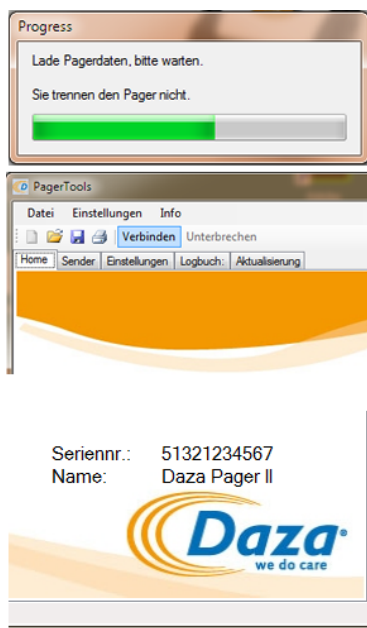 Progress
Lade Pagerdaten, bitte warten.
Sie trennen den Pager nicht.
PagerTools
Datei Einstellungen Info
Verbinden Unterbrechen
Home Sender Einstellungen Logbuch: Aktualisierung
Seriennr.: 51321234567
Name: Daza Pager II
Daza®
we do care